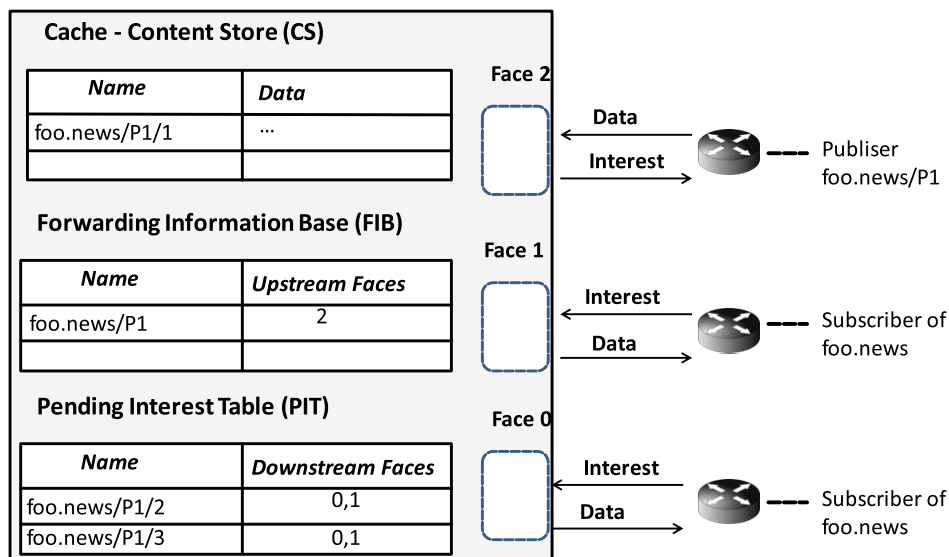 Cache - Content Store (CS)
Name
Data
foo.news/P1/1
...
Face 2
Data
Interest
Publiser
foo.news/P1
Forwarding Information Base (FIB)
Name
Upstream Faces
foo.news/P1
2
Face 1
Interest
Data
Subscriber of
foo.news
Pending Interest Table (PIT)
Name
Downstream Faces
foo.news/P1/2
0,1
foo.news/P1/3
0,1
Face 0
Interest
Data
Subscriber of
foo.news